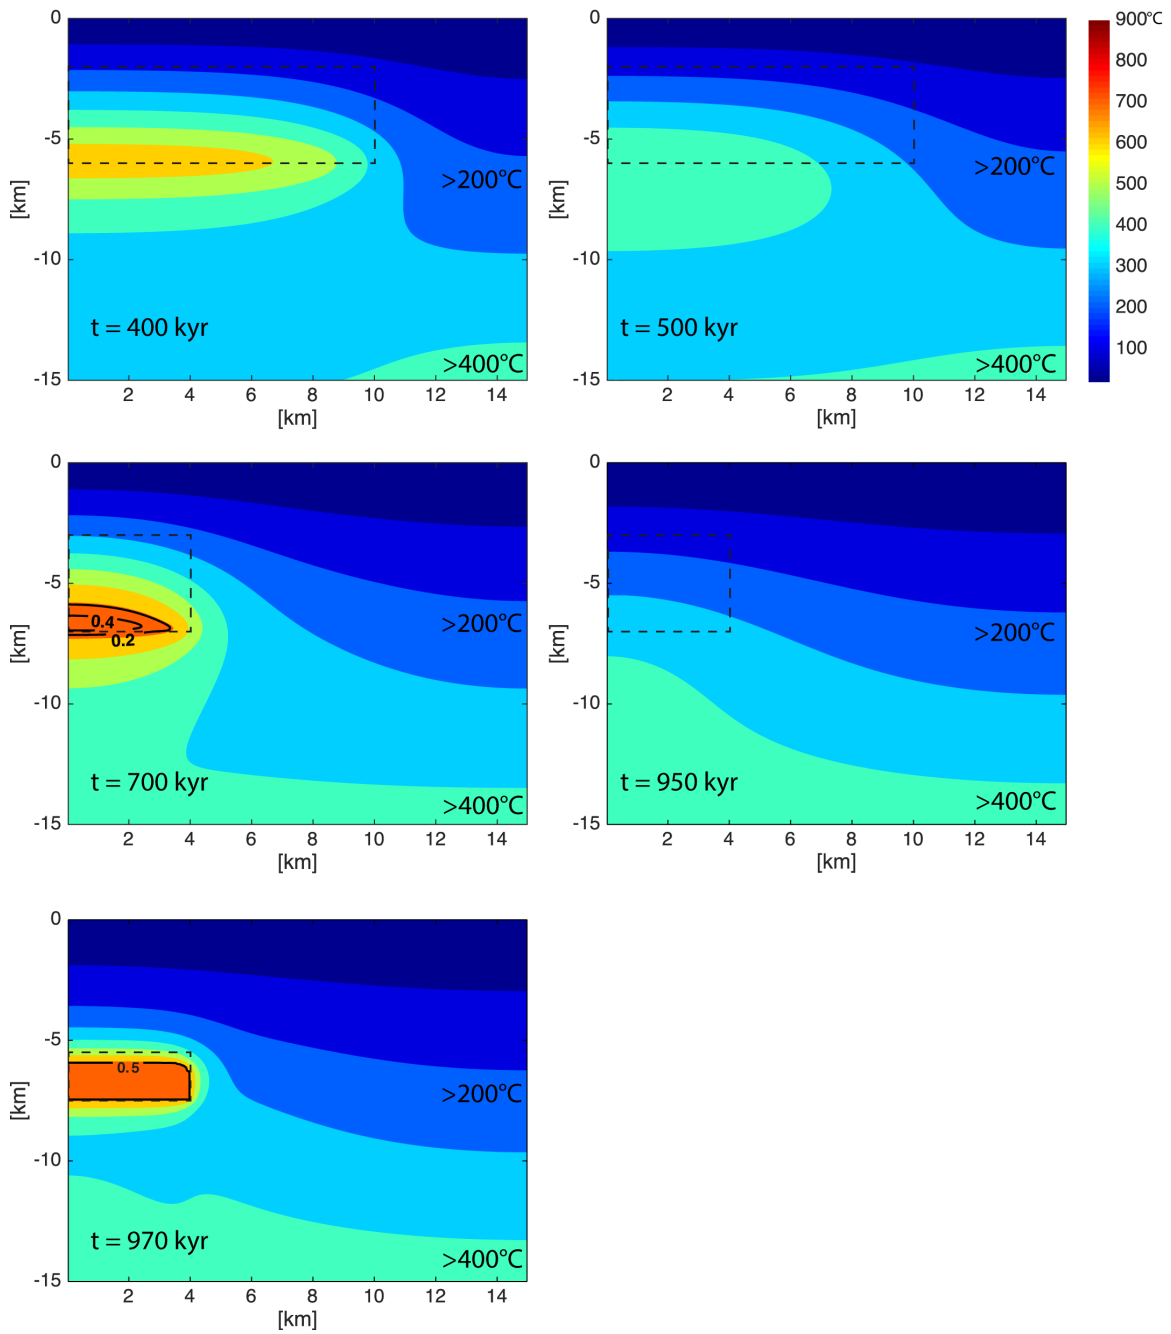 0
-5
-10
-15
[km]
>200°C
t = 400 kyr
>400°C
2 4 6 8 10 12 14
[km]
0
-5
-10
-15
[km]
>200°C
t = 500 kyr
>400°C
2 4 6 8 10 12 14
[km]
900°C
800
700
600
500
400
300
200
100
0
-5
-10
-15
[km]
0.4
0.2
>200°C
t = 700 kyr
>400°C
2 4 6 8 10 12 14
[km]
0
-5
-10
-15
[km]
>200°C
t = 950 kyr
>400°C
2 4 6 8 10 12 14
[km]
0
-5
-10
-15
[km]
0.5
>200°C
t = 970 kyr
>400°C
2 4 6 8 10 12 14
[km]